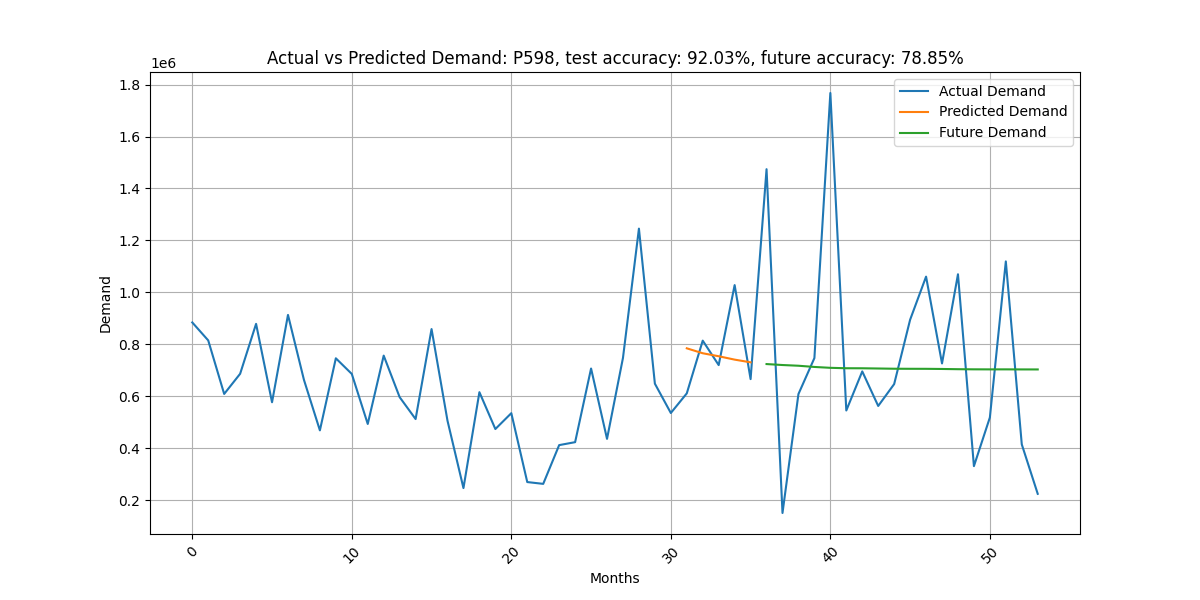 Actual vs Predicted Demand: P598, test accuracy: 92.03%, future accuracy: 78.85%
1e6
Actual Demand
Predicted Demand
Future Demand
1.8
1.6
1.4
1.2
1.0
0.8
0.6
0.4
0.2
Demand
0
10
20
30
40
50
Months